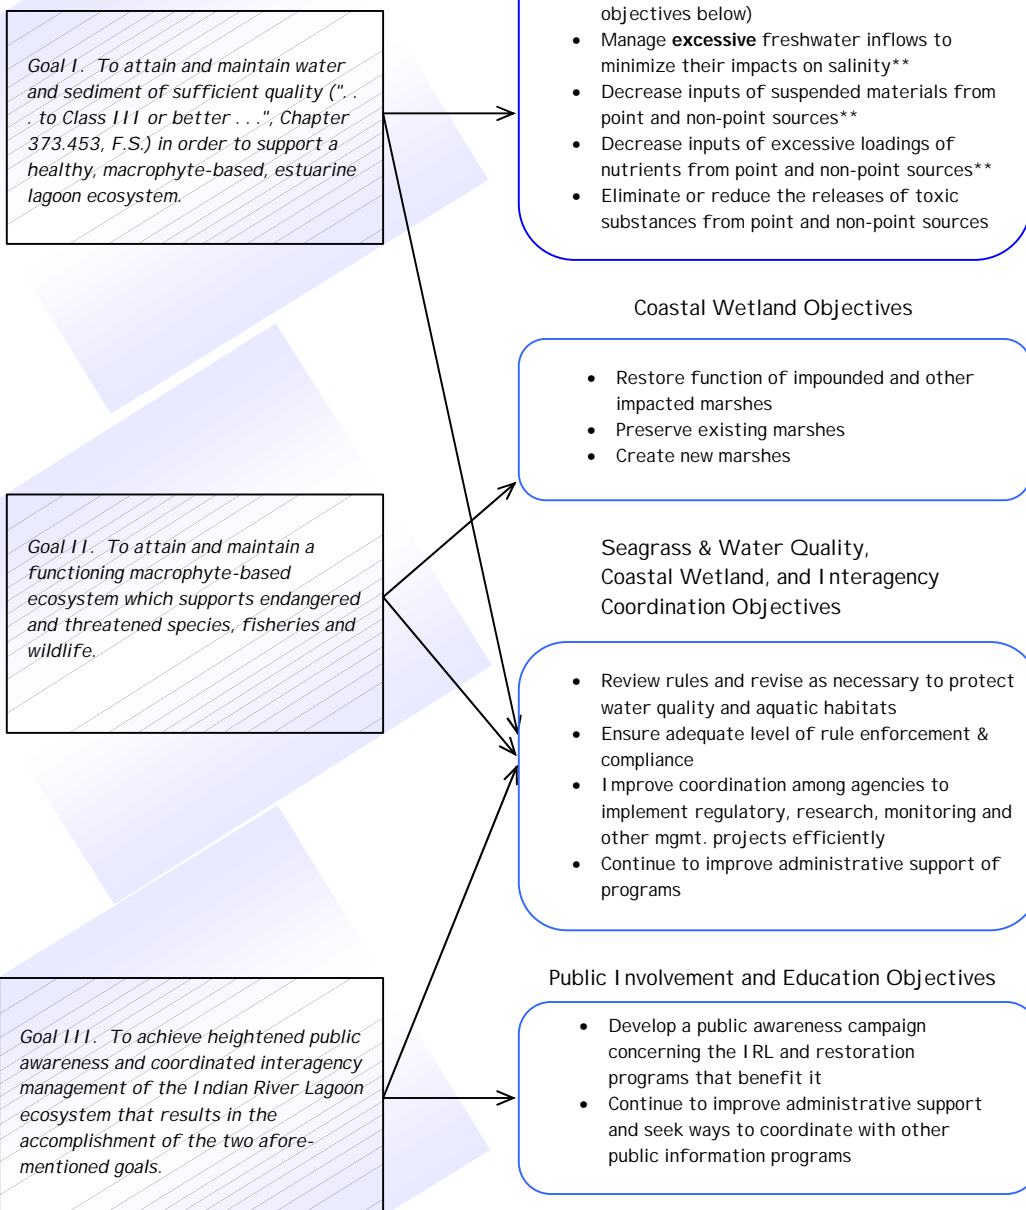 objectives below)
• Manage excessive freshwater inflows to
minimize their impacts on salinity**
• Decrease inputs of suspended materials from
point and non-point sources**
• Decrease inputs of excessive loadings of
nutrients from point and non-point sources**
• Eliminate or reduce the releases of toxic
substances from point and non-point sources
Goal I. To attain and maintain water
and sediment of sufficient quality (". .
. to Class III or better . . .", Chapter
373.453, F.S.) in order to support a
healthy, macrophyte-based, estuarine
lagoon ecosystem.
Coastal Wetland Objectives
• Restore function of impounded and other
impacted marshes
• Preserve existing marshes
• Create new marshes
Goal II. To attain and maintain a
functioning macrophyte-based
ecosystem which supports endangered
and threatened species, fisheries and
wildlife.
Seagrass & Water Quality,
Coastal Wetland, and Interagency
Coordination Objectives
• Review rules and revise as necessary to protect
water quality and aquatic habitats
• Ensure adequate level of rule enforcement &
compliance
• Improve coordination among agencies to
implement regulatory, research, monitoring and
other mgmt. projects efficiently
• Continue to improve administrative support of
programs
Goal III. To achieve heightened public
awareness and coordinated interagency
management of the Indian River Lagoon
ecosystem that results in the
accomplishment of the two afore-
mentioned goals.
Public Involvement and Education Objectives
• Develop a public awareness campaign
concerning the IRL and restoration
programs that benefit it
• Continue to improve administrative support
and seek ways to coordinate with other
public information programs